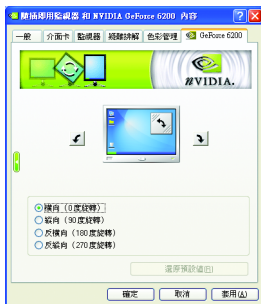 隨插即用監視器 和 NVIDIA GeForce 6200 內容
一般 介面卡 監視器 疑難排解 色彩管理 GeForce 6200
NVIDIA.
橫向 (0度旋轉)
縱向 (90度旋轉)
反橫向 (180度旋轉)
反縱向 (270度旋轉)
還原預設值(R)
確定 取消 套用(A)